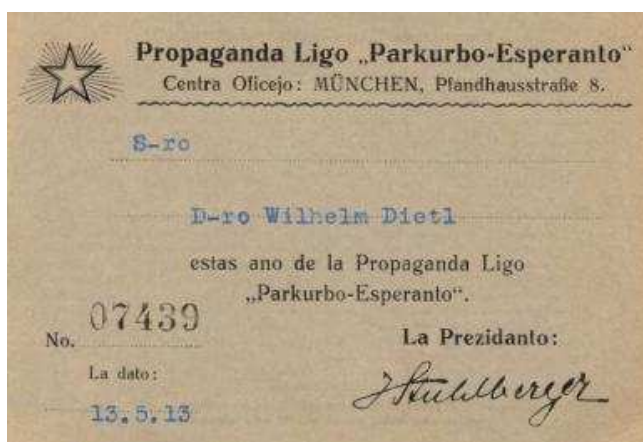 Propaganda Ligo „Parkurbo-Esperanto“
Centra Oficejo: MÜNCHEN, Pfandhausstraße 8.
S-ro
D-ro Wilhelm Dietl
estas ano de la Propaganda Ligo
„Parkurbo-Esperanto“.
No. 07439
La Prezidanto:
La dato:
JStuhlberger
13.5.13